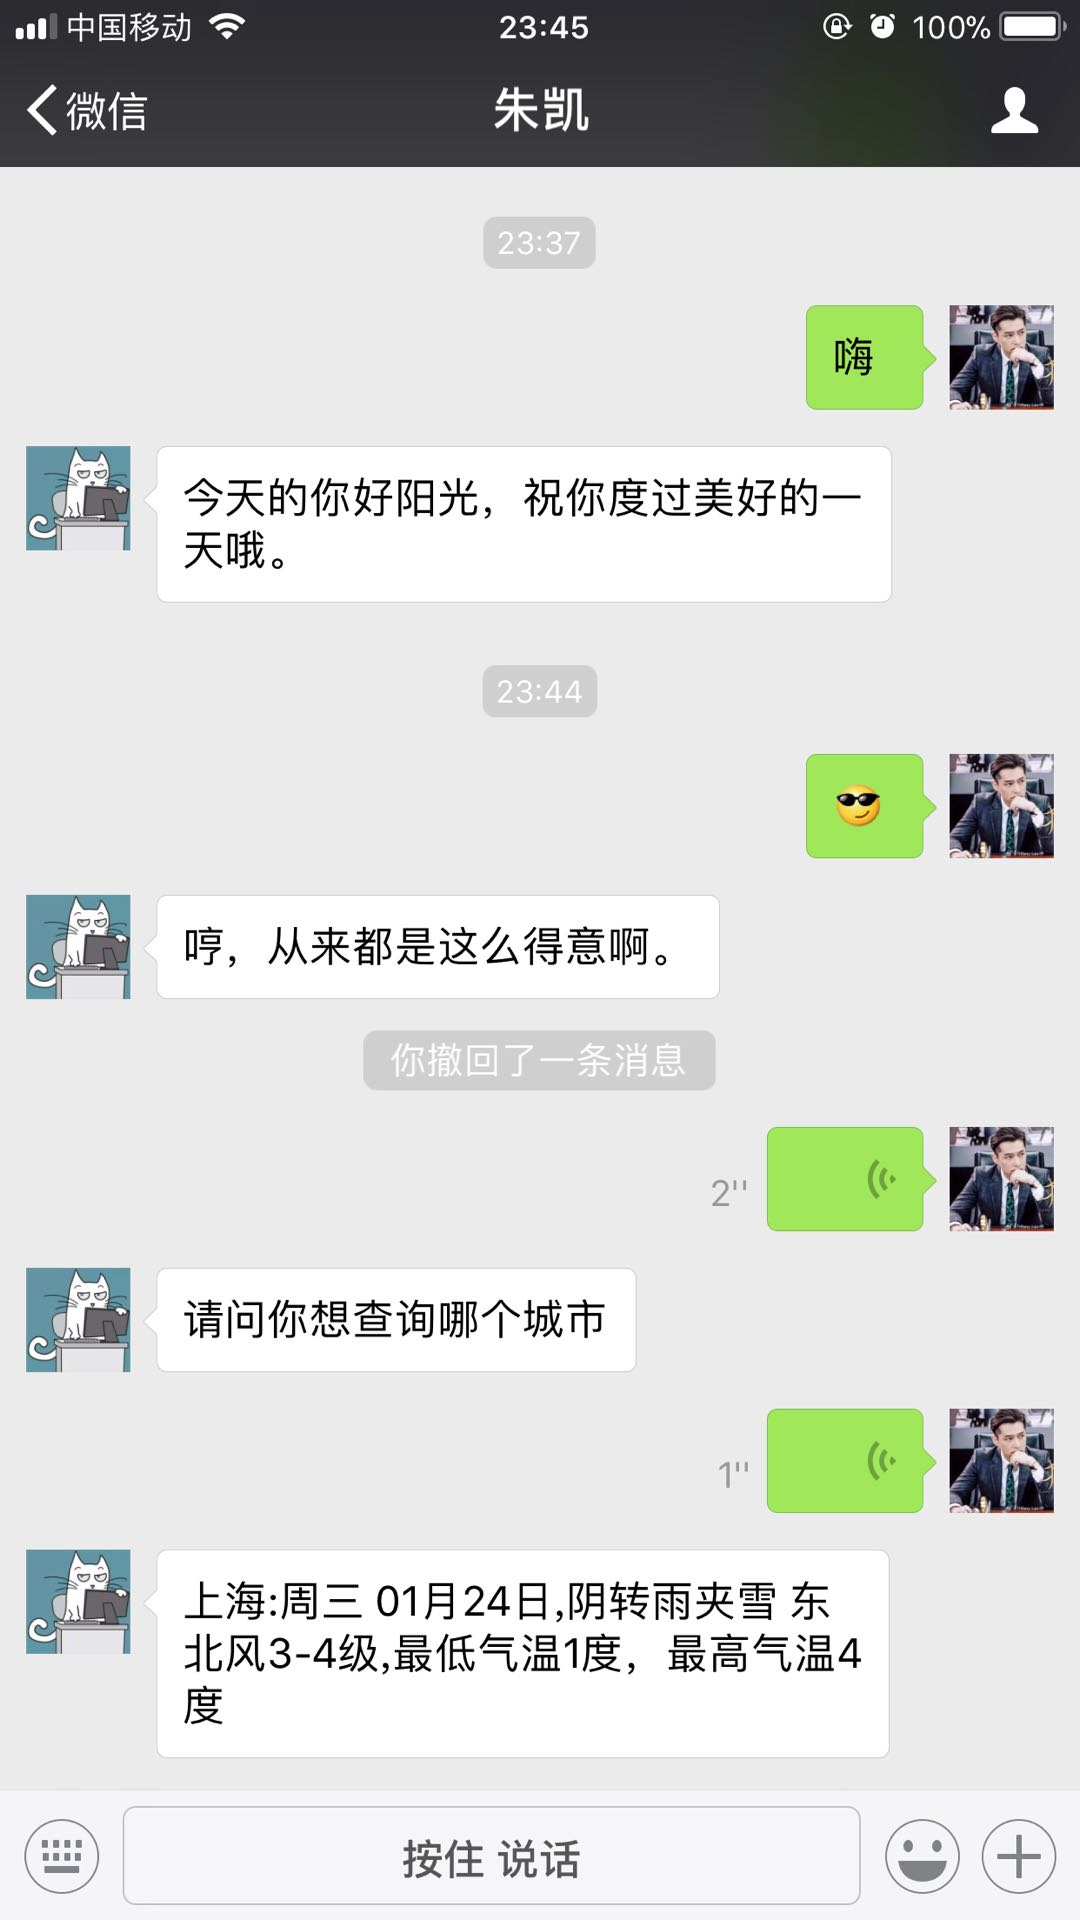 中国移动 23:45 100%
微信 朱凯
23:37
嗨
今天的你好阳光，祝你度过美好的一
天哦。
23:44
哼，从来都是这么得意啊。
你撤回了一条消息
2''
请问你想查询哪个城市
1''
上海:周三 01月24日,阴转雨夹雪 东
北风3-4级,最低气温1度，最高气温4
度
按住 说话